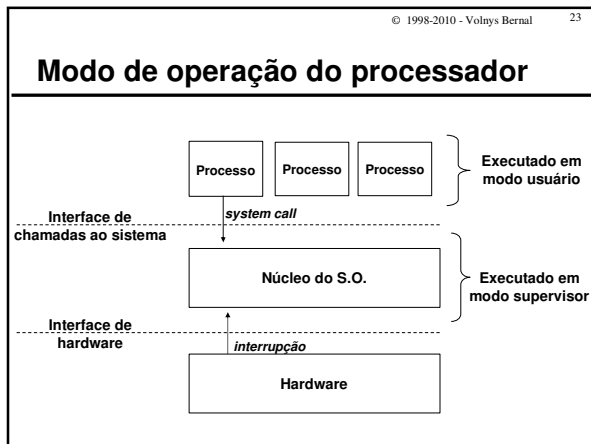 © 1998-2010 - Volnys Bernal 23
Modo de operação do processador
Processo Processo Processo
Executado em
modo usuário
system call
Interface de
chamadas ao sistema
Núcleo do S.O.
Executado em
modo supervisor
Interface de
hardware
interrupção
Hardware